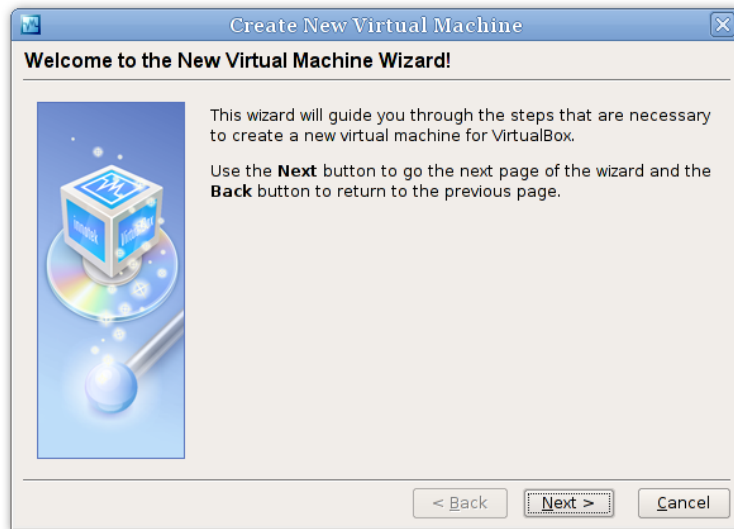 Create New Virtual Machine
Welcome to the New Virtual Machine Wizard!
This wizard will guide you through the steps that are necessary
to create a new virtual machine for VirtualBox.
Use the Next button to go the next page of the wizard and the
Back button to return to the previous page.
innotek
VirtualBox
< Back
Next >
Cancel